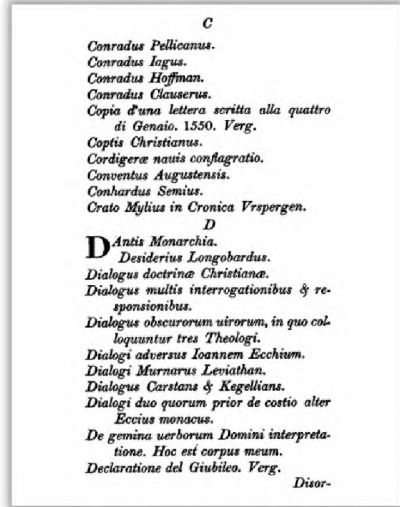 C
Conradus Pellicanus.
Conradus Iagus.
Conradus Hoffman.
Conradus Clauserus.
Copia d'una lettera scritta alla quattro
di Genaio. 1550. Verg.
Coptis Christianus.
Cordigeræ nauis conflagratio.
Conventus Augustensis.
Conhardus Semius.
Crato Mylius in Cronica Vrspergen.
D
DAntis Monarchia.
Desiderius Longobardus.
Dialogus doctrinæ Christianæ.
Dialogus multis interrogationibus & re-
sponsionibus.
Dialogus obscurorum uirorum, in quo col-
loquuntur tres Theologi.
Dialogi adversus Ioannem Ecchium.
Dialogi Murnarus Leviathan.
Dialogus Carstans & Kegellians.
Dialogi duo quorum prior de costio alter
Eccius monacus.
De gemina uerborum Domini interpreta-
tione. Hoc est corpus meum.
Declaratione del Giubileo. Verg.
Disor-